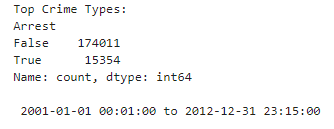 Top Crime Types:
Arrest
False    174011
True      15354
Name: count, dtype: int64
2001-01-01 00:01:00 to 2012-12-31 23:15:00